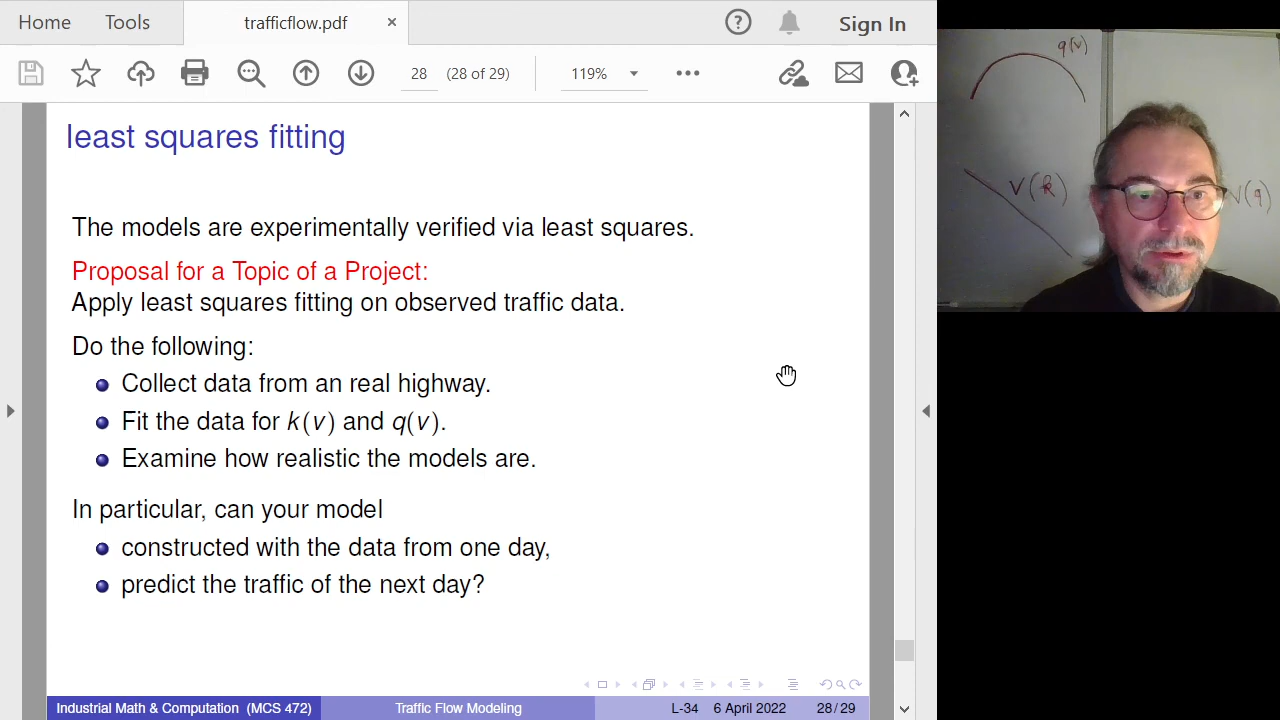 Home Tools trafficflow.pdf × Sign In
28 (28 of 29) 119%
least squares fitting
The models are experimentally verified via least squares.
Proposal for a Topic of a Project:
Apply least squares fitting on observed traffic data.
Do the following:
Collect data from an real highway.
Fit the data for k(v) and q(v).
Examine how realistic the models are.
In particular, can your model
constructed with the data from one day,
predict the traffic of the next day?
Industrial Math & Computation (MCS 472) Traffic Flow Modeling L-34 6 April 2022 28 / 29
q(v)
V(k)
V(q)